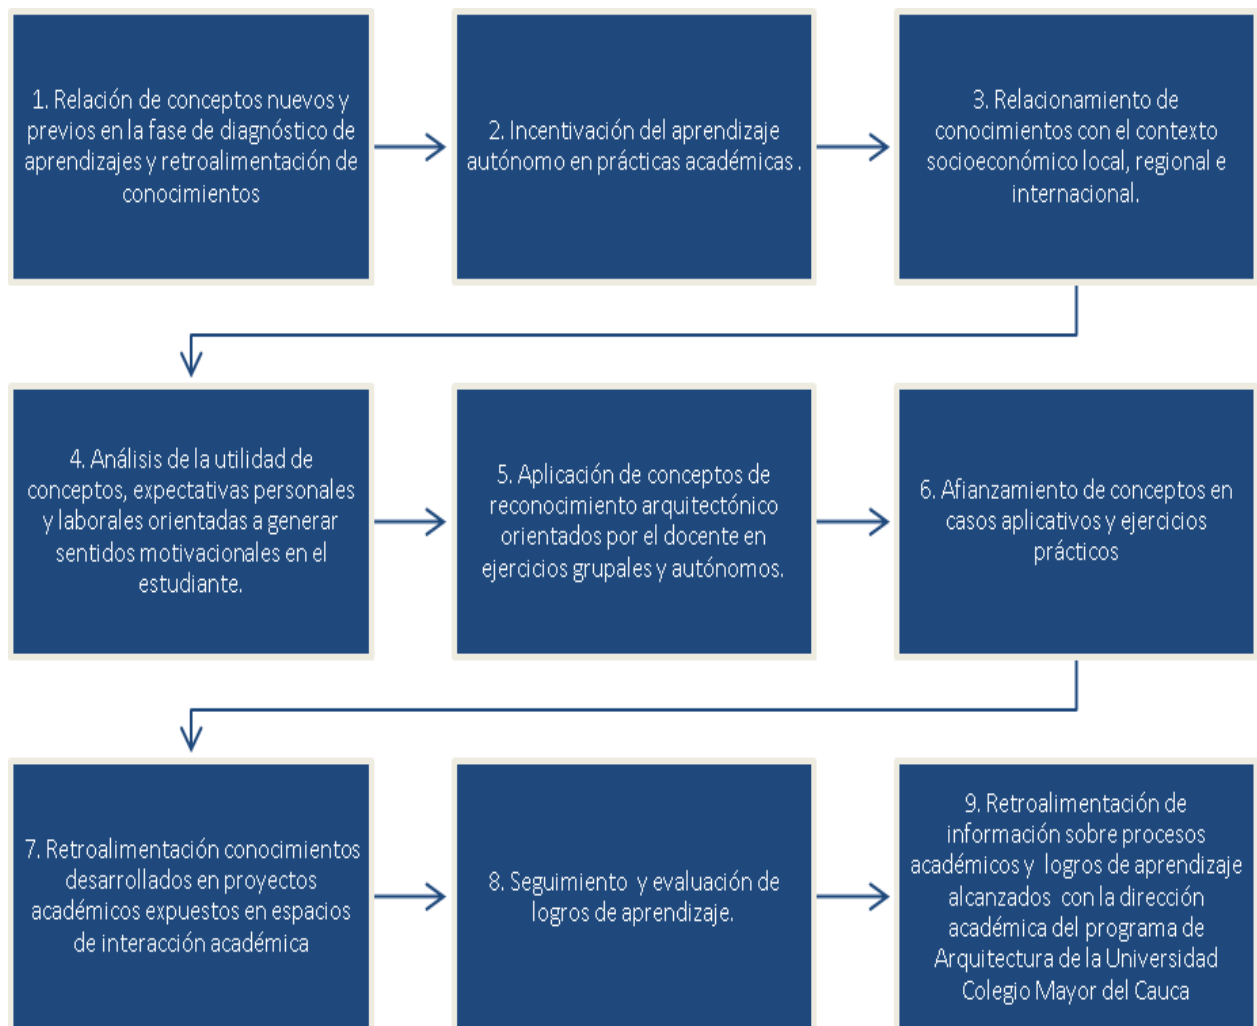 1. Relación de conceptos nuevos y
previos en la fase de diagnóstico de
aprendizajes y retroalimentación de
conocimientos
2. Incentivación del aprendizaje
autónomo en prácticas académicas .
3. Relacionamiento de
conocimientos con el contexto
socioeconómico local, regional e
internacional.
4. Análisis de la utilidad de
conceptos, expectativas personales
y laborales orientadas a generar
sentidos motivacionales en el
estudiante.
5. Aplicación de conceptos de
reconocimiento arquitectónico
orientados por el docente en
ejercicios grupales y autónomos.
6. Afianzamiento de conceptos en
casos aplicativos y ejercicios
prácticos
7. Retroalimentación conocimientos
desarrollados en proyectos
académicos expuestos en espacios
de interacción académica
8. Seguimiento y evaluación de
logros de aprendizaje.
9. Retroalimentación de
información sobre procesos
académicos y logros de aprendizaje
alcanzados con la dirección
académica del programa de
Arquitectura de la Universidad
Colegio Mayor del Cauca